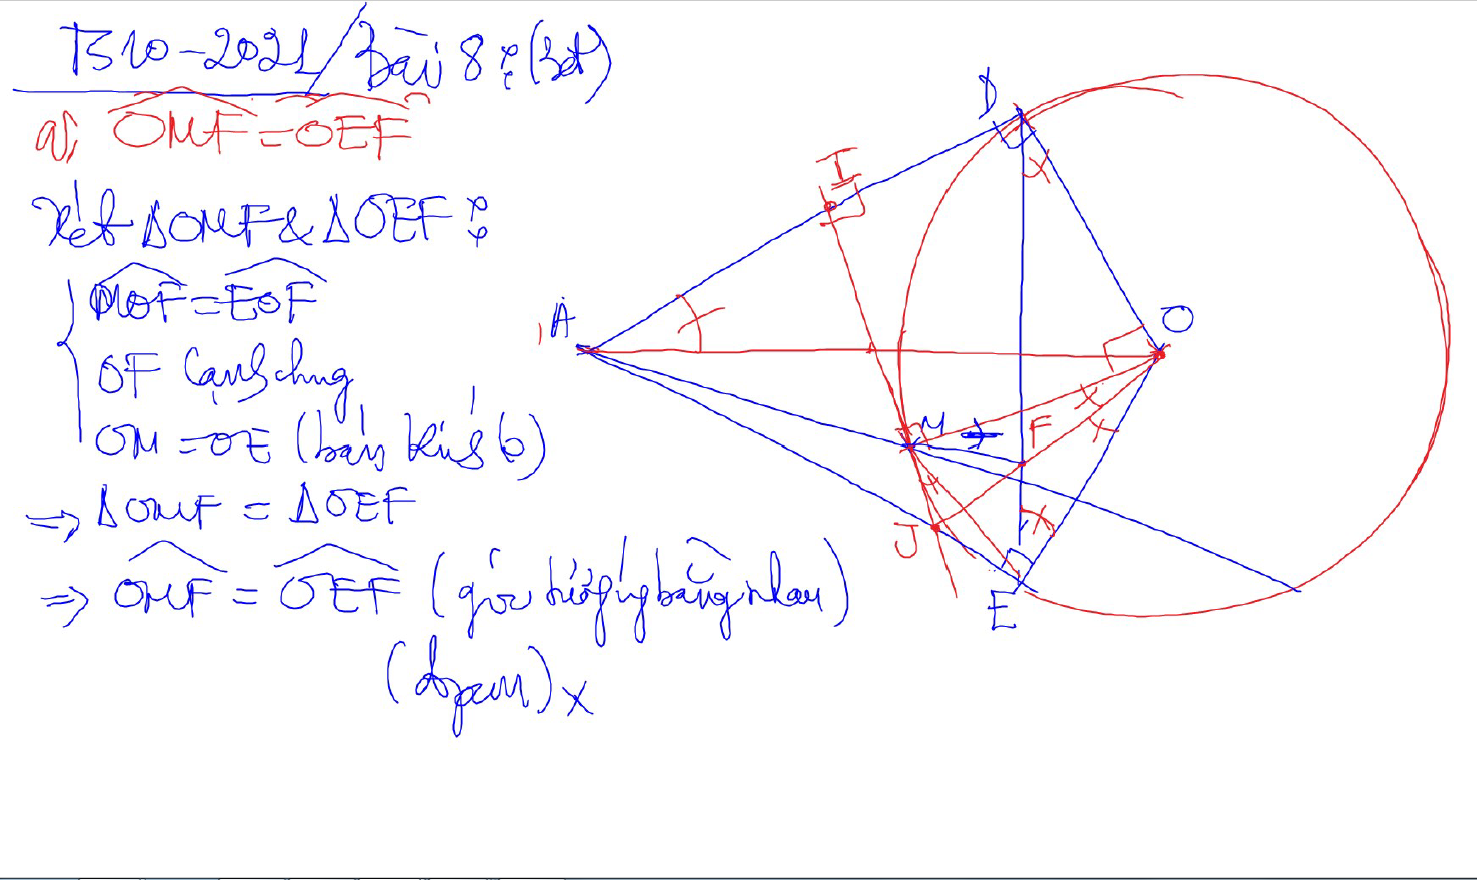 TS10-2021/Bài 8: (3đ)
a); OMF = OEF
Xét ΔOMF & ΔOEF:
MOF = EOF
OF cạnh chung
OM = OE (bán kính (O)
=> ΔOMF = ΔOEF
=> OMF = OEF (góc tương ứng bằng nhau)
(đpcm) x
D
I
x
A
O
x
x
M
F
J
x
E